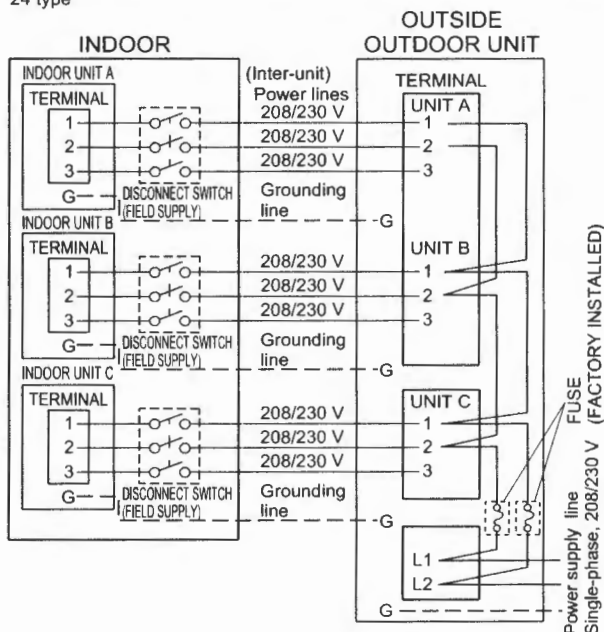 24 type
OUTSIDE
INDOOR
OUTDOOR UNIT
INDOOR UNIT A
TERMINAL
1
2
3
G
DISCONNECT SWITCH
(FIELD SUPPLY)
(Inter-unit)
Power lines
208/230 V
208/230 V
208/230 V
Grounding
line
TERMINAL
UNIT A
1
2
3
G
INDOOR UNIT B
TERMINAL
1
2
3
G
DISCONNECT SWITCH
(FIELD SUPPLY)
208/230 V
208/230 V
208/230 V
Grounding
line
UNIT B
1
2
3
G
INDOOR UNIT C
TERMINAL
1
2
3
G
DISCONNECT SWITCH
(FIELD SUPPLY)
208/230 V
208/230 V
208/230 V
Grounding
line
UNIT C
1
2
3
G
L1
L2
G
FUSE
(FACTORY INSTALLED)
Power supply line
Single-phase, 208/230 V